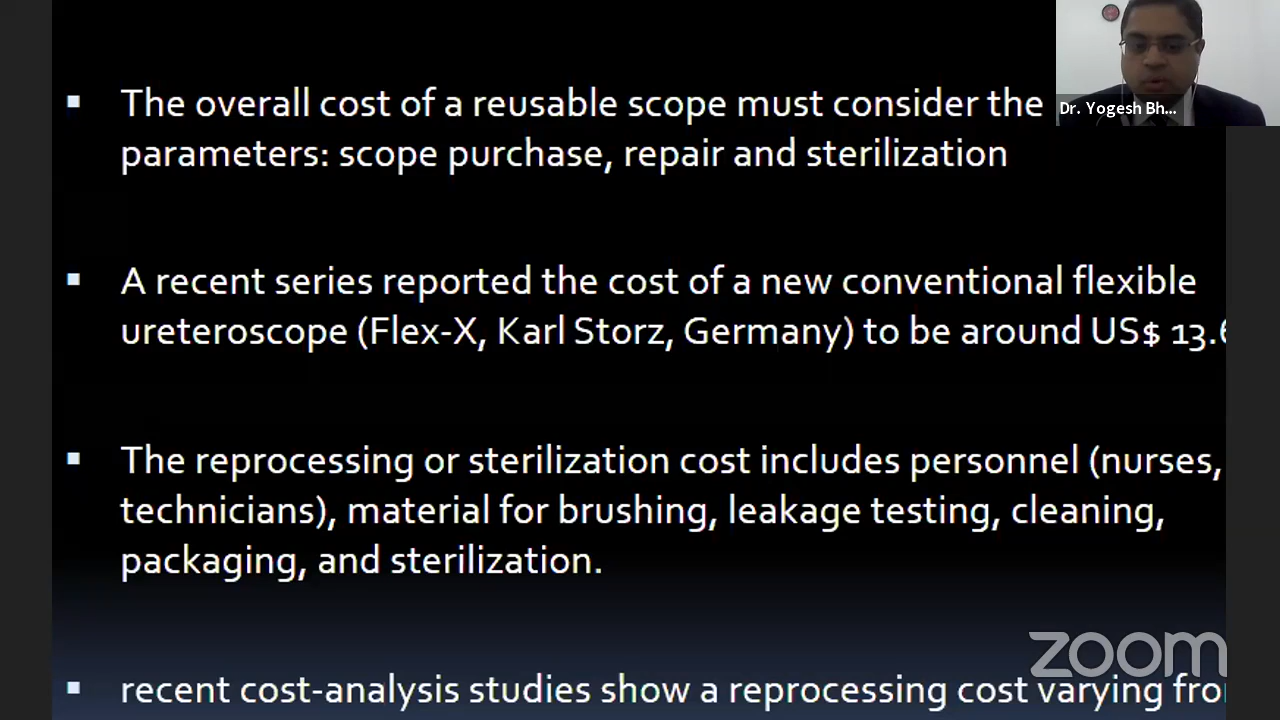 The overall cost of a reusable scope must consider the
parameters: scope purchase, repair and sterilization
Dr. Yogesh Bh...
A recent series reported the cost of a new conventional flexible
ureteroscope (Flex-X, Karl Storz, Germany) to be around US$
The reprocessing or sterilization cost includes personnel (nurses,
technicians), material for brushing, leakage testing, cleaning,
packaging, and sterilization.
zoom
recent cost-analysis studies show a reprocessing cost varying